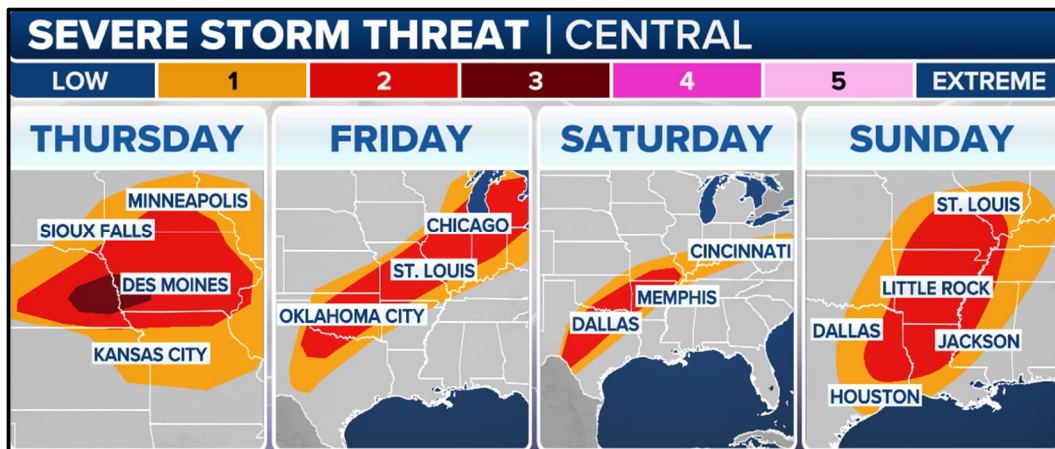 SEVERE STORM THREAT | CENTRAL
LOW 1 2 3 4 5 EXTREME
THURSDAY
MINNEAPOLIS
SIOUX FALLS
DES MOINES
KANSAS CITY
FRIDAY
CHICAGO
ST. LOUIS
OKLAHOMA CITY
SATURDAY
CINCINNATI
MEMPHIS
DALLAS
SUNDAY
ST. LOUIS
LITTLE ROCK
DALLAS
JACKSON
HOUSTON